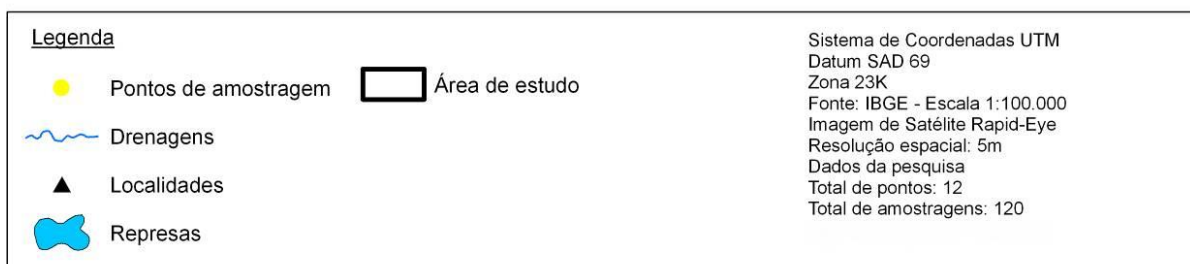 Legenda
Pontos de amostragem
Área de estudo
Drenagens
Localidades
Represas
Sistema de Coordenadas UTM
Datum SAD 69
Zona 23K
Fonte: IBGE - Escala 1:100.000
Imagem de Satélite Rapid-Eye
Resolução espacial: 5m
Dados da pesquisa
Total de pontos: 12
Total de amostragens: 120